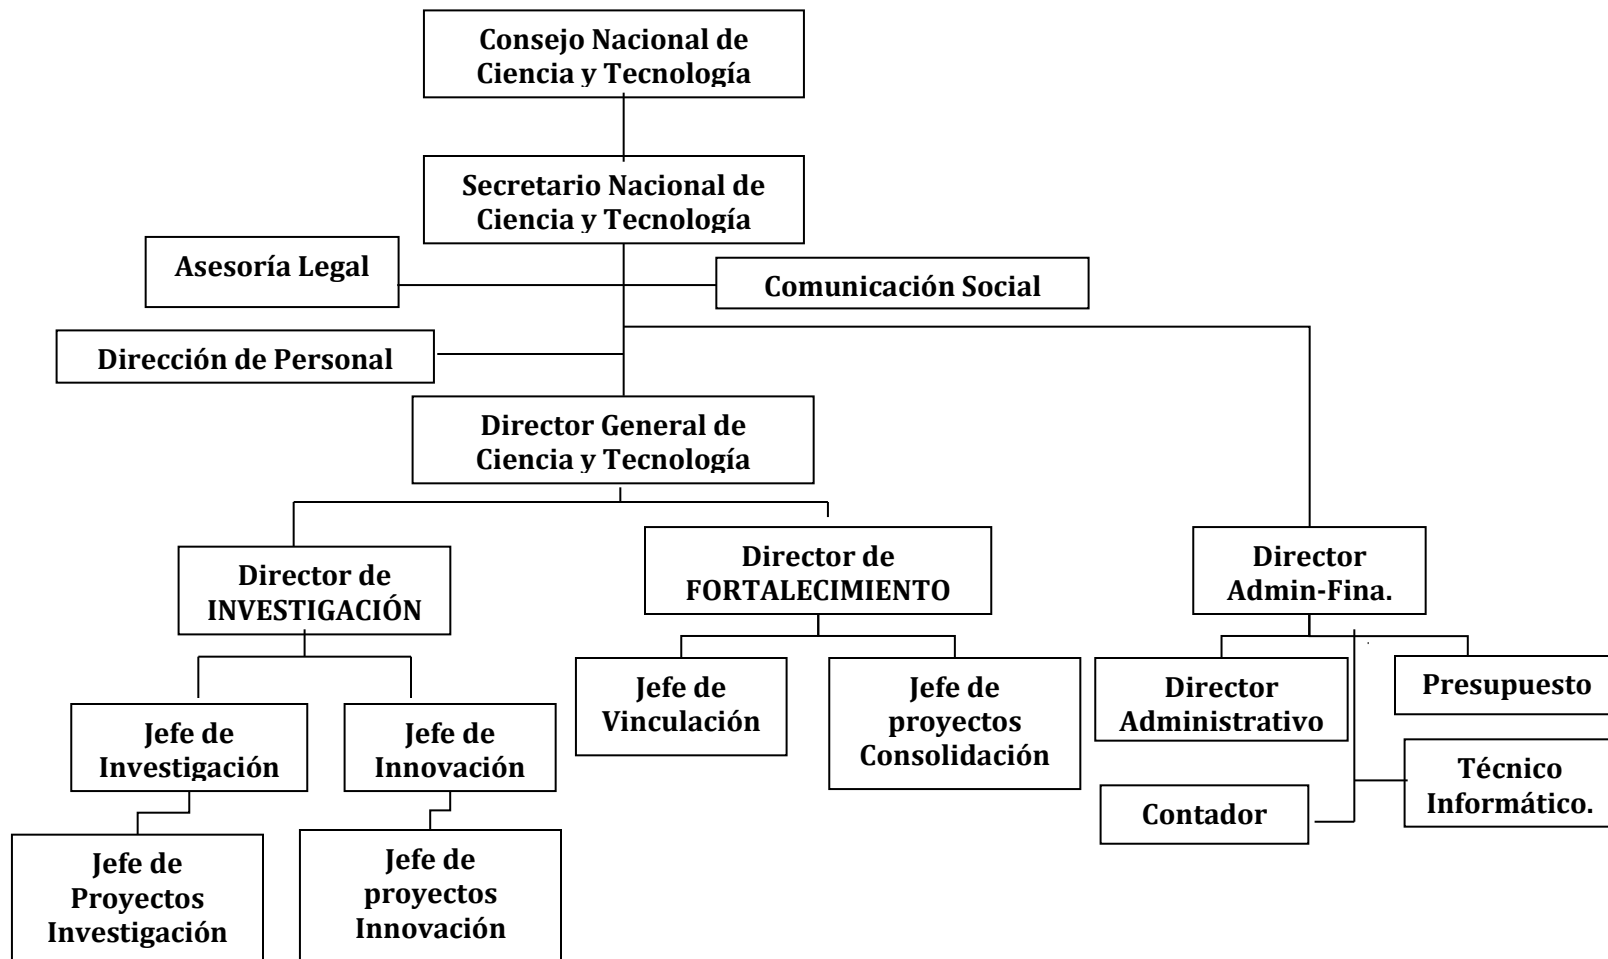 Consejo Nacional de
Ciencia y Tecnología
Secretario Nacional de
Ciencia y Tecnología
Asesoría Legal
Comunicación Social
Dirección de Personal
Director General de
Ciencia y Tecnología
Director de
INVESTIGACIÓN
Director de
FORTALECIMIENTO
Director
Admin-Fina.
Jefe de
Investigación
Jefe de
Innovación
Jefe de
Vinculación
Jefe de
proyectos
Consolidación
Director
Administrativo
Presupuesto
Contador
Técnico
Informático.
Jefe de
Proyectos
Investigación
Jefe de
proyectos
Innovación